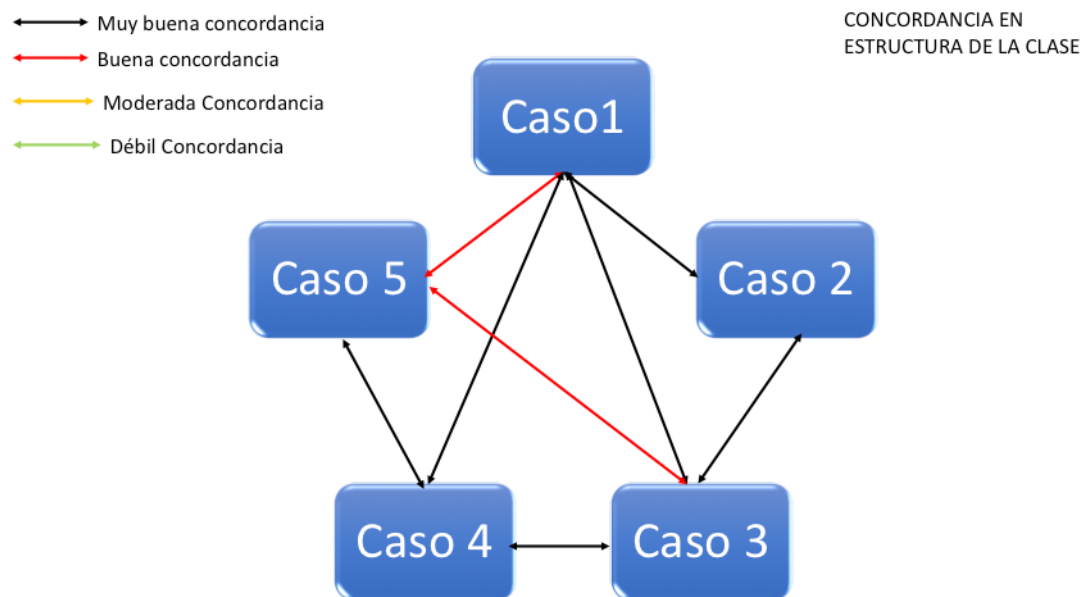 Muy buena concordancia
Buena concordancia
Moderada Concordancia
Débil Concordancia
CONCORDANCIA EN
ESTRUCTURA DE LA CLASE
Caso1
Caso 5
Caso 2
Caso 4
Caso 3